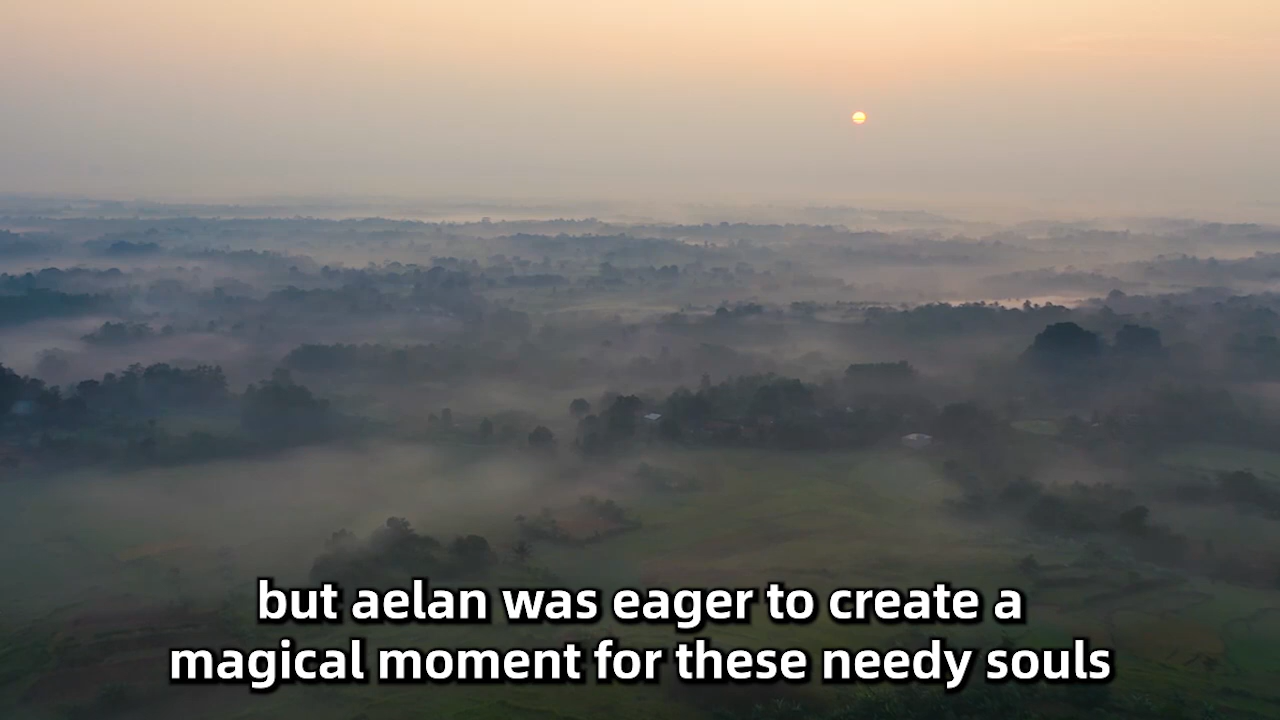 but aelan was eager to create a
magical moment for these needy souls